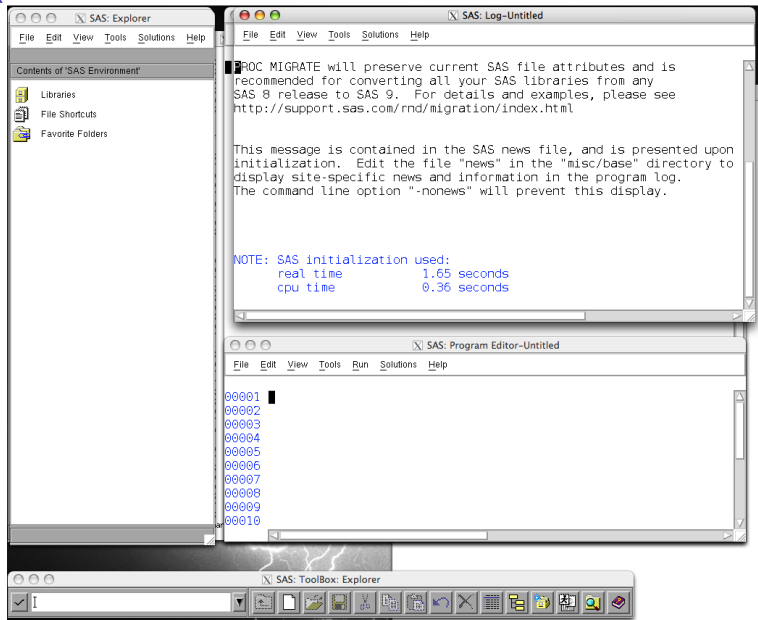 SAS: Explorer
File Edit View Tools Solutions Help
Contents of 'SAS Environment'
Libraries
File Shortcuts
Favorite Folders
SAS: Log-Untitled
File Edit View Tools Solutions Help
PROC MIGRATE will preserve current SAS file attributes and is
recommended for converting all your SAS libraries from any
SAS 8 release to SAS 9. For details and examples, please see
http://support.sas.com/rnd/migration/index.html
This message is contained in the SAS news file, and is presented upon
initialization. Edit the file "news" in the "misc/base" directory to
display site-specific news and information in the program log.
The command line option "-nonews" will prevent this display.
NOTE: SAS initialization used:
real time 1.65 seconds
cpu time 0.36 seconds
SAS: Program Editor-Untitled
File Edit View Tools Run Solutions Help
00001
00002
00003
00004
00005
00006
00007
00008
00009
00010
SAS: ToolBox: Explorer